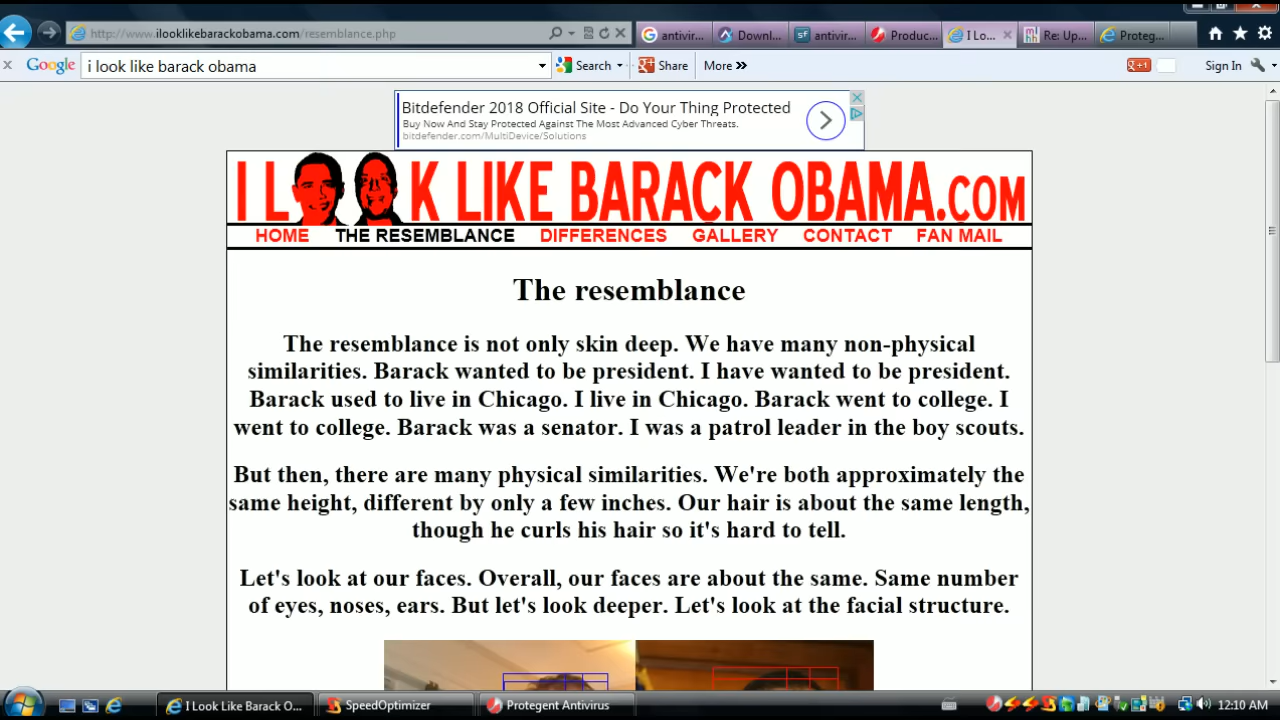 http://www.ilooklikebarackobama.com/resemblance.php
antivir...
Downl...
antivir...
Produc...
I Lo...
Re: Up...
Proteg...
Google
i look like barack obama
Search
Share
More »
+1
Sign In
Bitdefender 2018 Official Site - Do Your Thing Protected
Buy Now And Stay Protected Against The Most Advanced Cyber Threats.
bitdefender.com/MultiDevice/Solutions
I L K LIKE BARACK OBAMA.COM
HOME THE RESEMBLANCE DIFFERENCES GALLERY CONTACT FAN MAIL
The resemblance
The resemblance is not only skin deep. We have many non-physical
similarities. Barack wanted to be president. I have wanted to be president.
Barack used to live in Chicago. I live in Chicago. Barack went to college. I
went to college. Barack was a senator. I was a patrol leader in the boy scouts.
But then, there are many physical similarities. We're both approximately the
same height, different by only a few inches. Our hair is about the same length,
though he curls his hair so it's hard to tell.
Let's look at our faces. Overall, our faces are about the same. Same number
of eyes, noses, ears. But let's look deeper. Let's look at the facial structure.
I Look Like Barack O...
SpeedOptimizer
Protegent Antivirus
12:10 AM